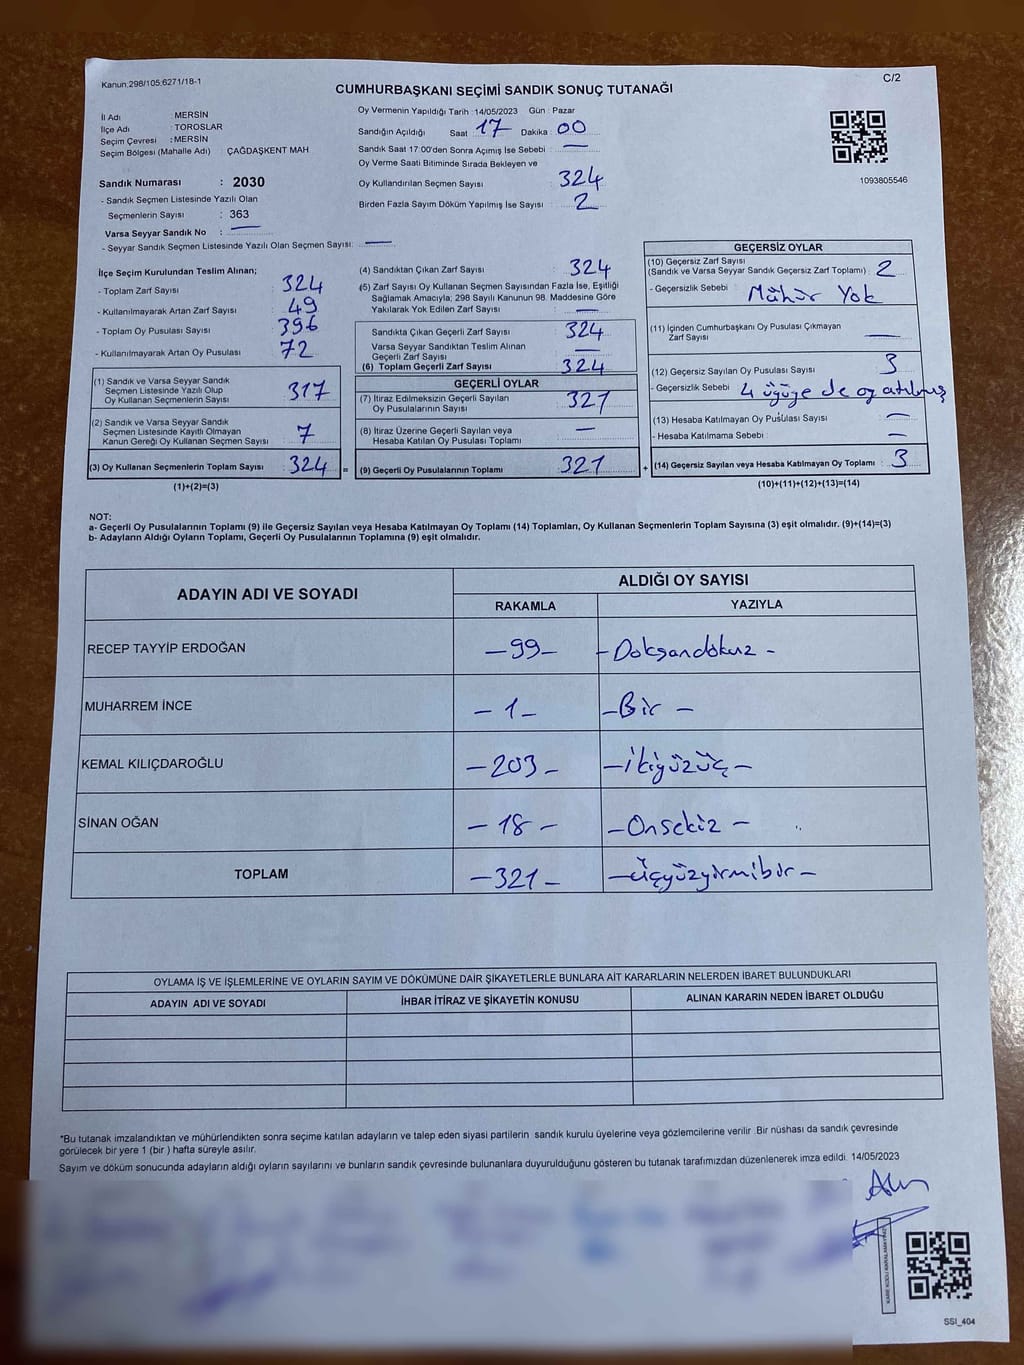 Kanun.298/105.6271/18-1
C/2
CUMHURBAŞKANI SEÇİMİ SANDIK SONUÇ TUTANAĞI
İl Adı MERSİN
İlçe Adı : TOROSLAR
Seçim Çevresi : MERSİN
Seçim Bölgesi (Mahalle Adı) : ÇAĞDAŞKENT MAH
Sandık Numarası : 2030
- Sandık Seçmen Listesinde Yazılı Olan
Seçmenlerin Sayısı : 363
Varsa Seyyar Sandık No : —
- Seyyar Sandık Seçmen Listesinde Yazılı Olan Seçmen Sayısı: —
Oy Vermenin Yapıldığı Tarih : 14/05/2023 Gün : Pazar
Sandığın Açıldığı Saat : 17 Dakika : 00
Sandık Saat 17:00'den Sonra Açımış İse Sebebi : —
Oy Verme Saati Bitiminde Sırada Bekleyen ve
Oy Kullandırılan Seçmen Sayısı : 324
Birden Fazla Sayım Döküm Yapılmış İse Sayısı : 2
1093805546
İlçe Seçim Kurulundan Teslim Alınan;
- Toplam Zarf Sayısı : 324
- Kullanılmayarak Artan Zarf Sayısı : 49
- Toplam Oy Pusulası Sayısı : 396
- Kullanılmayarak Artan Oy Pusulası : 72
(1) Sandık ve Varsa Seyyar Sandık
Seçmen Listesinde Yazılı Olup
Oy Kullanan Seçmenlerin Sayısı : 317
(2) Sandık ve Varsa Seyyar Sandık
Seçmen Listesinde Kayıtlı Olmayan
Kanun Gereği Oy Kullanan Seçmen Sayısı : 7
(3) Oy Kullanan Seçmenlerin Toplam Sayısı : 324 =
(1)+(2)=(3)
(4) Sandıktan Çıkan Zarf Sayısı : 324
(5) Zarf Sayısı Oy Kullanan Seçmen Sayısından Fazla İse, Eşitliği
Sağlamak Amacıyla; 298 Sayılı Kanunun 98. Maddesine Göre
Yakılarak Yok Edilen Zarf Sayısı : —
Sandıkta Çıkan Geçerli Zarf Sayısı : 324
Varsa Seyyar Sandıktan Teslim Alınan
Geçerli Zarf Sayısı : —
(6) Toplam Geçerli Zarf Sayısı : 324
GEÇERLİ OYLAR
(7) İtiraz Edilmeksizin Geçerli Sayılan
Oy Pusulalarının Sayısı : 321
(8) İtiraz Üzerine Geçerli Sayılan veya
Hesaba Katılan Oy Pusulası Toplamı : —
(9) Geçerli Oy Pusulalarının Toplamı : 321 +
GEÇERSİZ OYLAR
(10) Geçersiz Zarf Sayısı
(Sandık ve Varsa Seyyar Sandık Geçersiz Zarf Toplamı) : 2
- Geçersizlik Sebebi : Mühür Yok
(11) İçinden Cumhurbaşkanı Oy Pusulası Çıkmayan
Zarf Sayısı : —
(12) Geçersiz Sayılan Oy Pusulası Sayısı : 3
- Geçersizlik Sebebi : 4 üyüye de oy atılmış
(13) Hesaba Katılmayan Oy Pusulası Sayısı : —
- Hesaba Katılmama Sebebi : —
(14) Geçersiz Sayılan veya Hesaba Katılmayan Oy Toplamı : 3
(10)+(11)+(12)+(13)=(14)
NOT:
a- Geçerli Oy Pusulalarının Toplamı (9) ile Geçersiz Sayılan veya Hesaba Katılmayan Oy Toplamı (14) Toplamları, Oy Kullanan Seçmenlerin Toplam Sayısına (3) eşit olmalıdır. (9)+(14)=(3)
b- Adayların Aldığı Oyların Toplamı, Geçerli Oy Pusulalarının Toplamına (9) eşit olmalıdır.
ADAYIN ADI VE SOYADI ALDIĞI OY SAYISI
RAKAMLA YAZIYLA
RECEP TAYYİP ERDOĞAN —99— —Doksandokuz—
MUHARREM İNCE —1— —Bir—
KEMAL KILIÇDAROĞLU —203— —ikiyüzüç—
SİNAN OĞAN —18— —Onsekiz—
TOPLAM —321— —üçyüzyirmibir—
OYLAMA İŞ VE İŞLEMLERİNE VE OYLARIN SAYIM VE DÖKÜMÜNE DAİR ŞİKAYETLERLE BUNLARA AİT KARARLARIN NELERDEN İBARET BULUNDUKLARI
ADAYIN ADI VE SOYADI İHBAR İTİRAZ VE ŞİKAYETİN KONUSU ALINAN KARARIN NEDEN İBARET OLDUĞU
*Bu tutanak imzalandıktan ve mühürlendikten sonra seçime katılan adayların ve talep eden siyasi partilerin sandık kurulu üyelerine veya gözlemcilerine verilir. Bir nüshası da sandık çevresinde
görülecek bir yere 1 (bir ) hafta süreyle asılır.
Sayım ve döküm sonucunda adayların aldığı oyların sayılarını ve bunların sandık çevresinde bulunanlara duyurulduğunu gösteren bu tutanak tarafımızdan düzenlenerek imza edildi. 14/05/2023
SSI_404